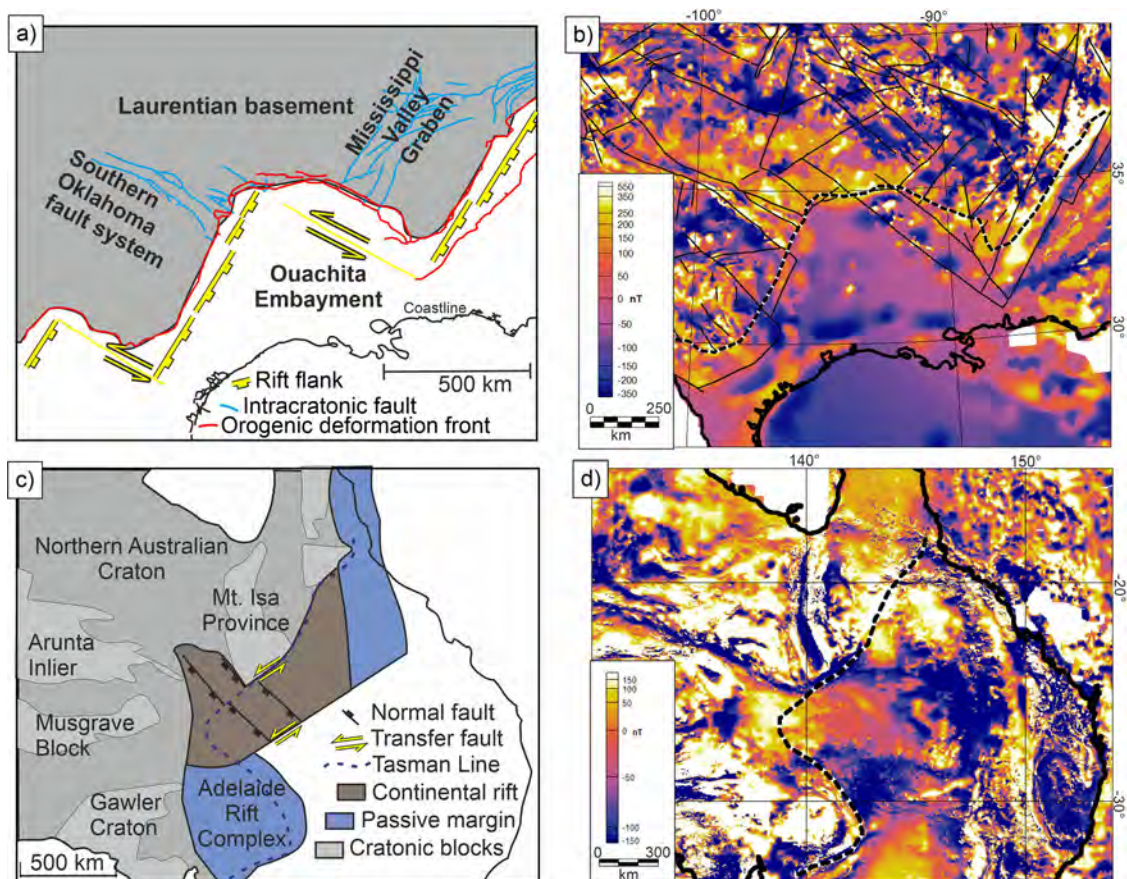 a)
Laurentian basement
Mississippi
Valley
Graben
Southern
Oklahoma
fault system
Ouachita
Embayment
Coastline
500 km
Rift flank
Intracratonic fault
Orogenic deformation front
b)
-100°
-90°
35°
30°
550
350
250
200
150
100
50
0 nT
-50
-100
-150
-200
-350
0
250
km
c)
Northern Australian
Craton
Mt. Isa
Province
Arunta
Inlier
Musgrave
Block
Gawler
Craton
Adelaide
Rift
Complex
Normal fault
Transfer fault
Tasman Line
Continental rift
Passive margin
Cratonic blocks
500 km
d)
140°
150°
-20°
-30°
150
100
50
0 nT
-50
-100
-150
0
300
km